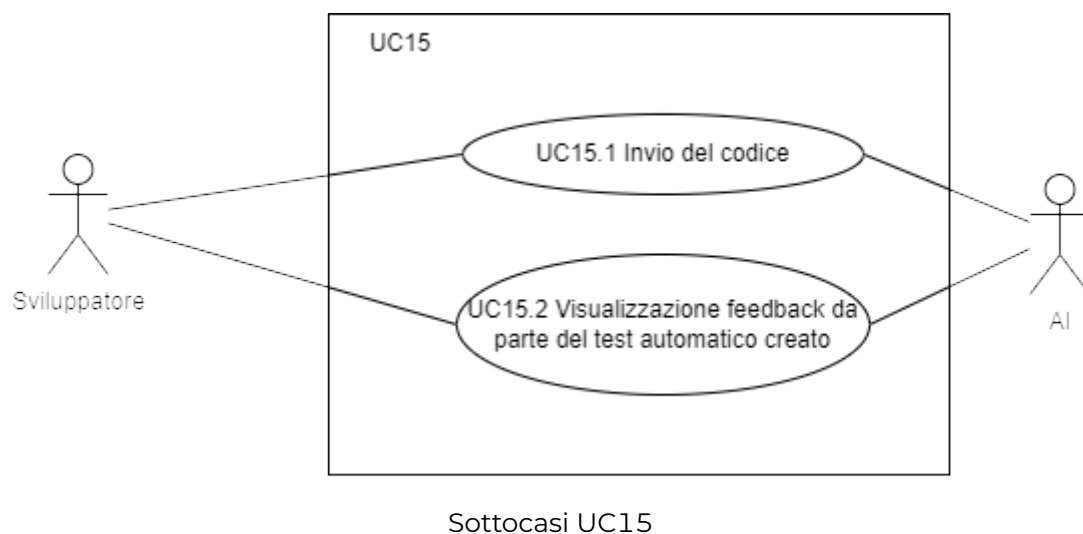 UC15
UC15.1 Invio del codice
Sviluppatore
UC15.2 Visualizzazione feedback da
parte del test automatico creato
AI
Sottocasi UC15